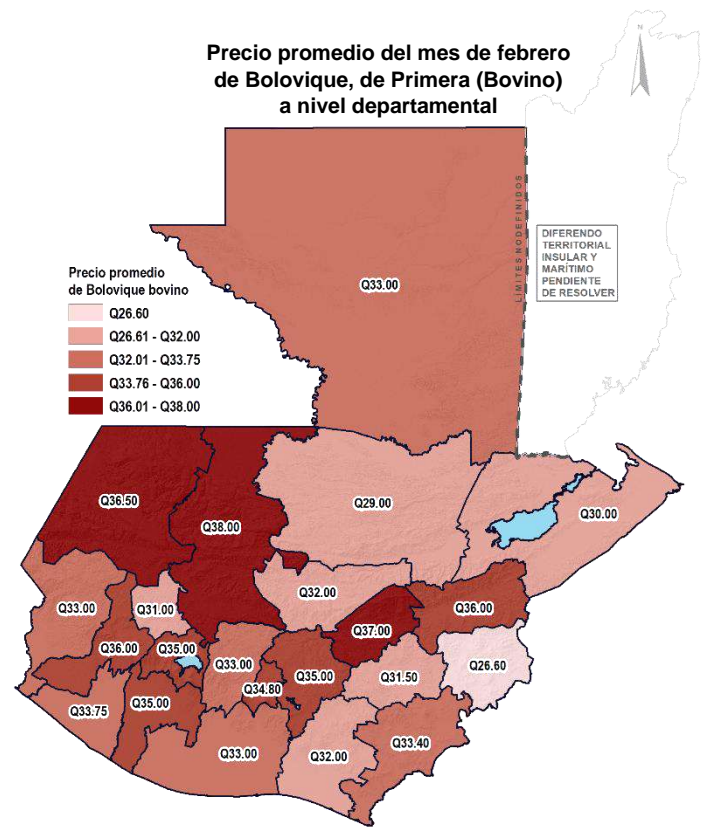 Precio promedio del mes de febrero
de Bolovique, de Primera (Bovino)
a nivel departamental
N
LÍMITES NO DEFINIDOS
DIFERENDO
TERRITORIAL
INSULAR Y
MARÍTIMO
PENDIENTE
DE RESOLVER
Precio promedio
de Bolovique bovino
Q26.60
Q26.61 - Q32.00
Q32.01 - Q33.75
Q33.76 - Q36.00
Q36.01 - Q38.00
Q33.00
Q36.50
Q38.00
Q29.00
Q30.00
Q33.00
Q31.00
Q32.00
Q36.00
Q36.00
Q35.00
Q33.00
Q37.00
Q35.00
Q34.80
Q31.50
Q26.60
Q33.75
Q35.00
Q33.00
Q32.00
Q33.40